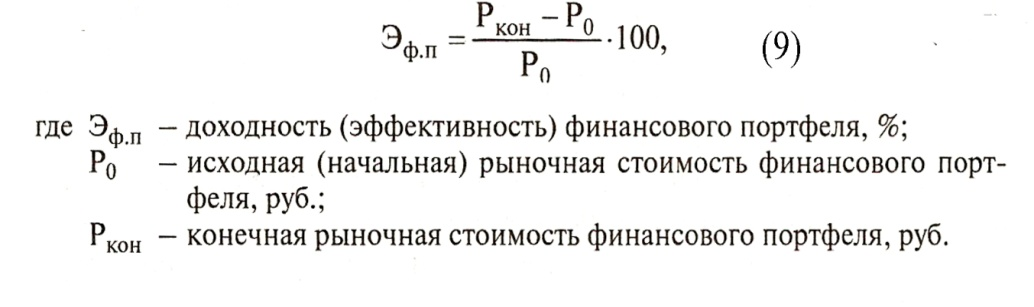 Э_ф.п = (Р_кон − Р_0) / Р_0 · 100, (9)
где Э_ф.п – доходность (эффективность) финансового портфеля, %;
Р_0 – исходная (начальная) рыночная стоимость финансового порт-
феля, руб.;
Р_кон – конечная рыночная стоимость финансового портфеля, руб.